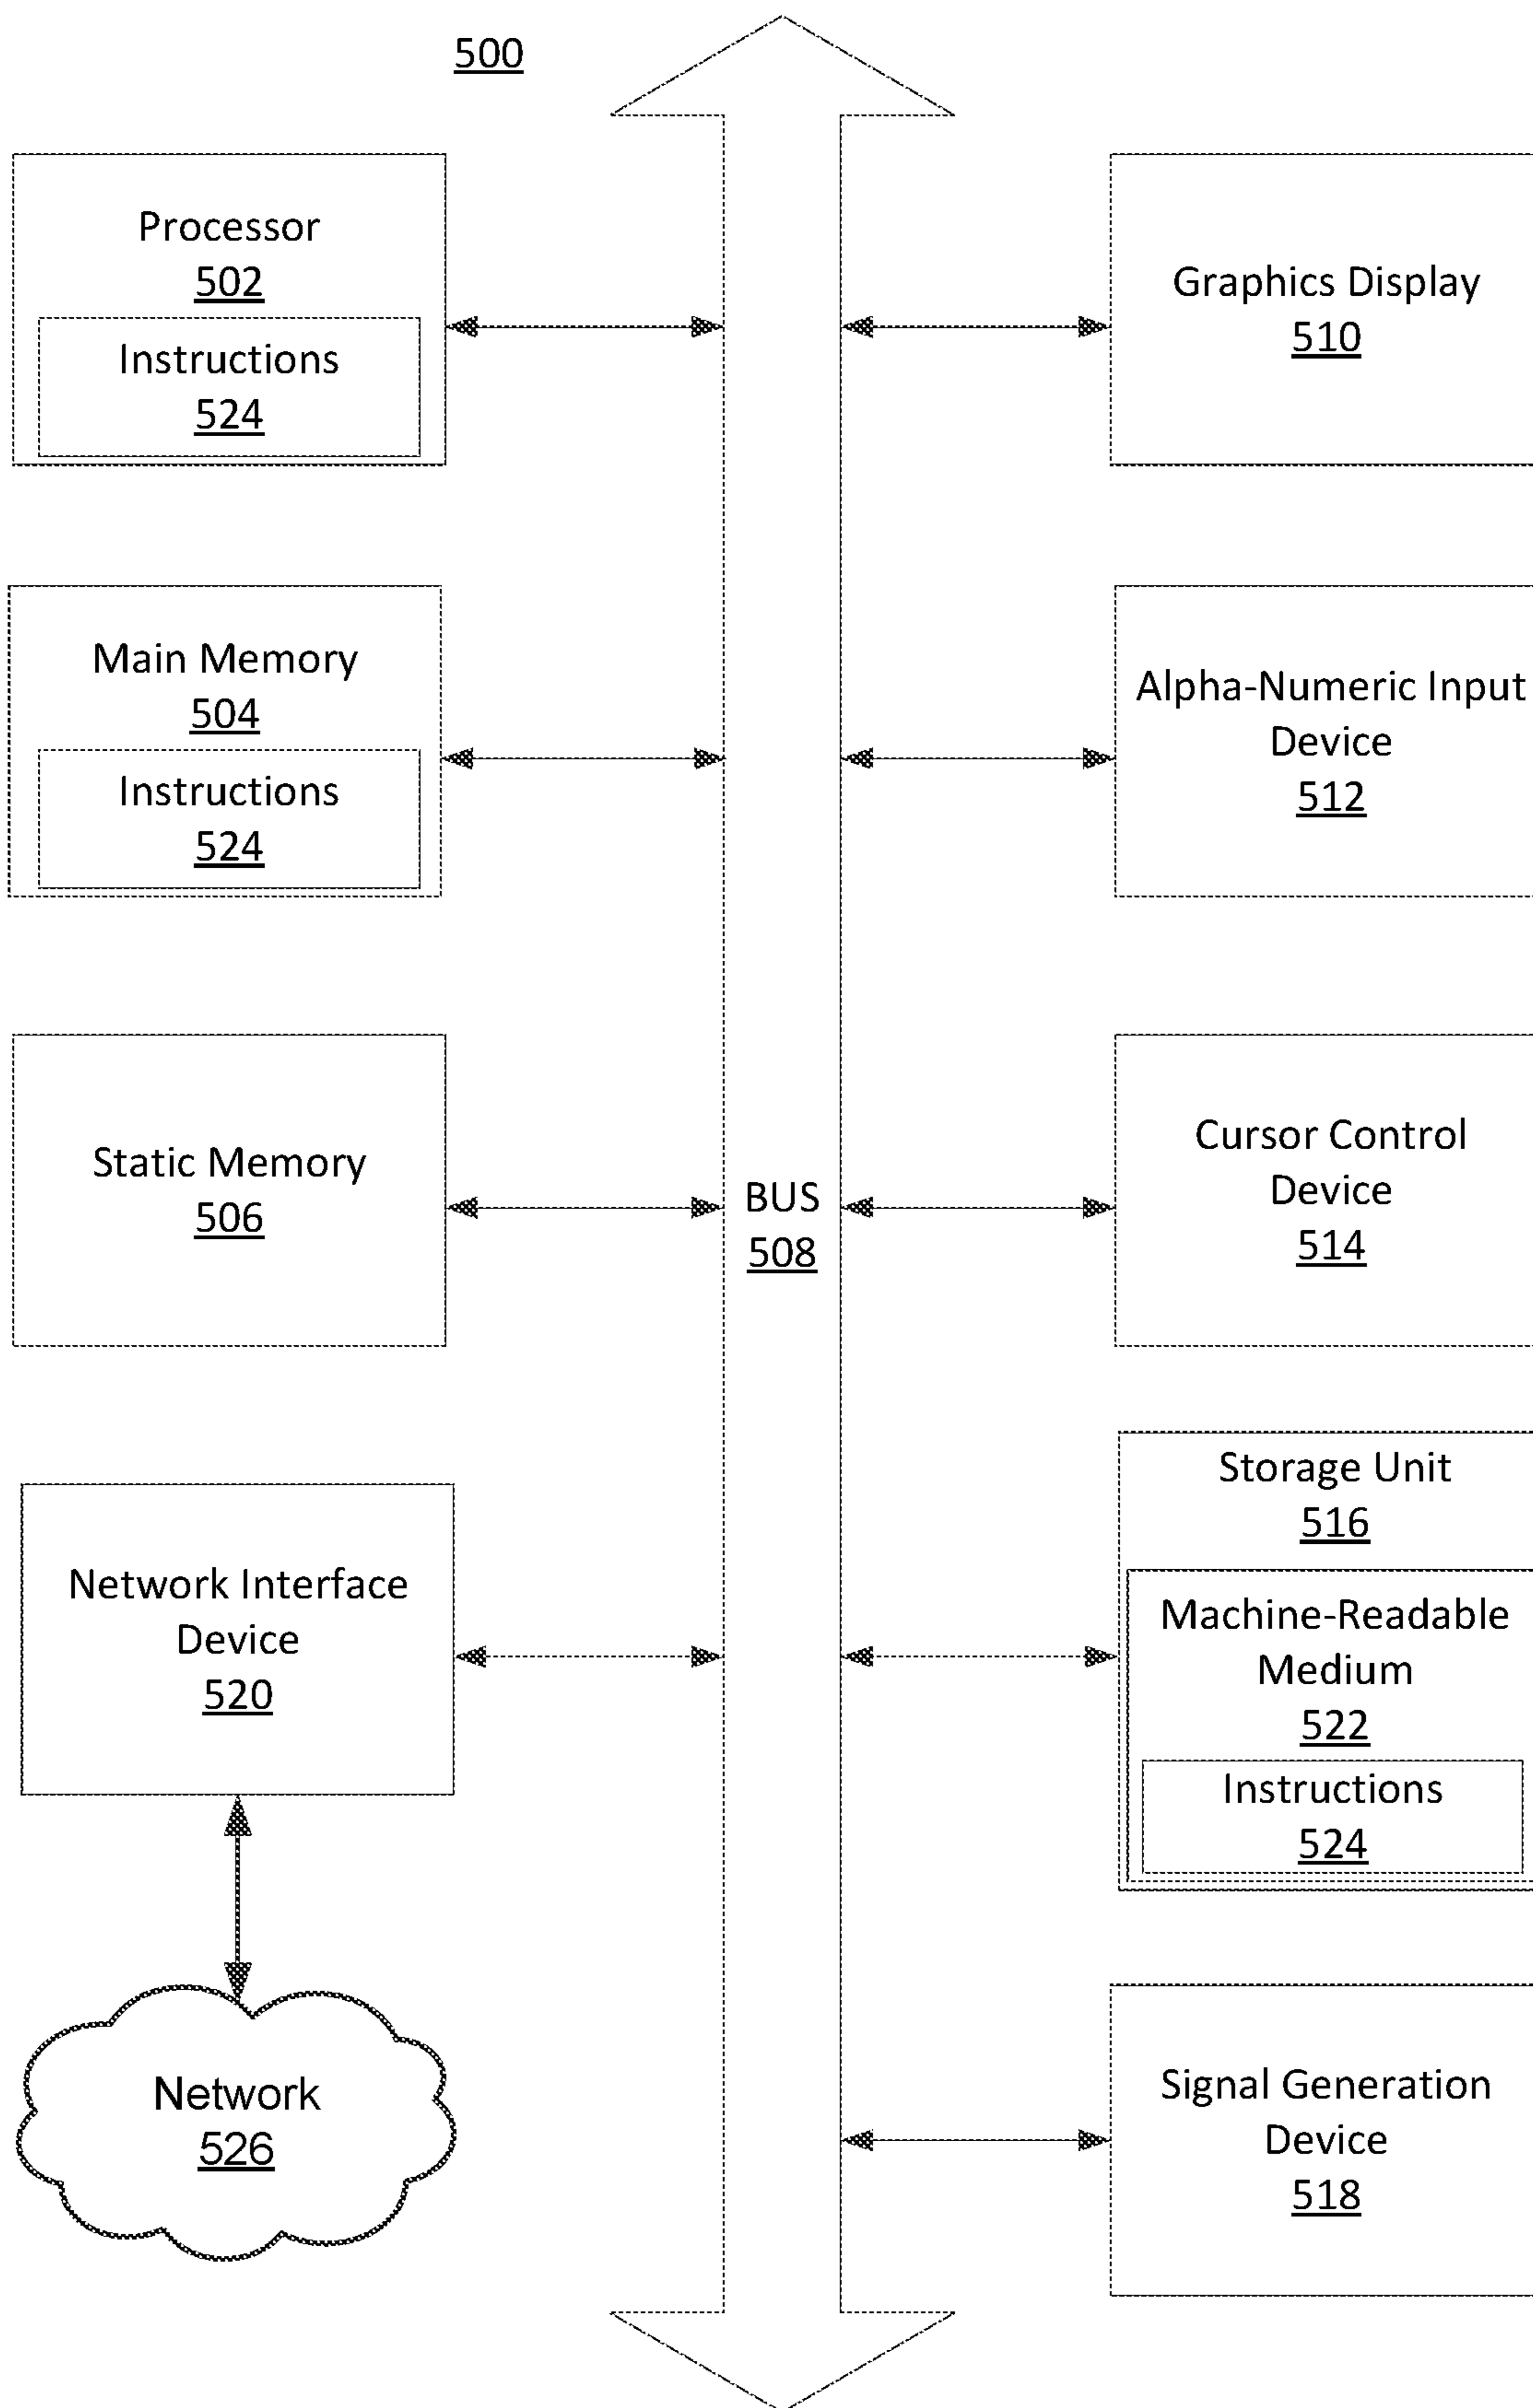 500
Processor
502
Instructions
524
Main Memory
504
Instructions
524
Static Memory
506
Network Interface
Device
520
Network
526
BUS
508
Graphics Display
510
Alpha-Numeric Input
Device
512
Cursor Control
Device
514
Storage Unit
516
Machine-Readable
Medium
522
Instructions
524
Signal Generation
Device
518